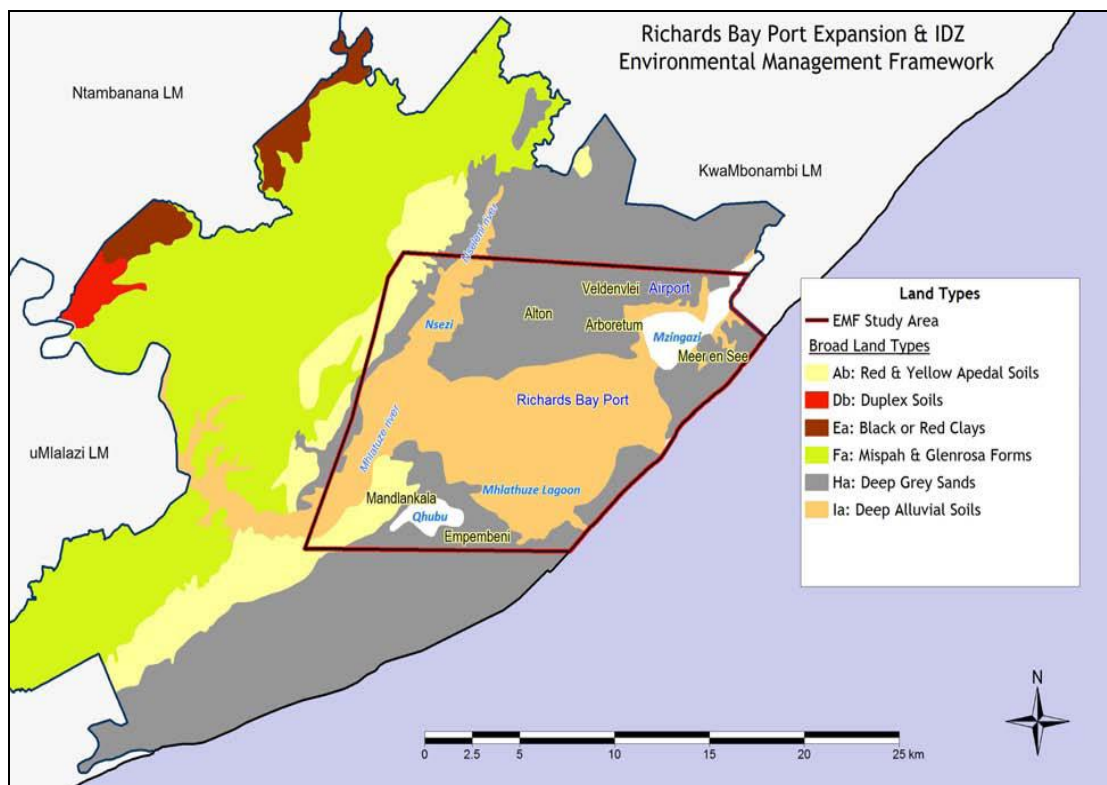 Richards Bay Port Expansion & IDZ
Environmental Management Framework
Ntambanana LM
KwaMbonambi LM
uMlalazi LM
Nseleni river
Veldenvlei
Airport
Alton
Nsezi
Arboretum
Mzingazi
Meer en See
Richards Bay Port
Mhlatuze river
Mandlankala
Mhlathuze Lagoon
Qhubu
Empembeni
Land Types
EMF Study Area
Broad Land Types
Ab: Red & Yellow Apedal Soils
Db: Duplex Soils
Ea: Black or Red Clays
Fa: Mispah & Glenrosa Forms
Ha: Deep Grey Sands
Ia: Deep Alluvial Soils
N
0 2.5 5 10 15 20 25 km